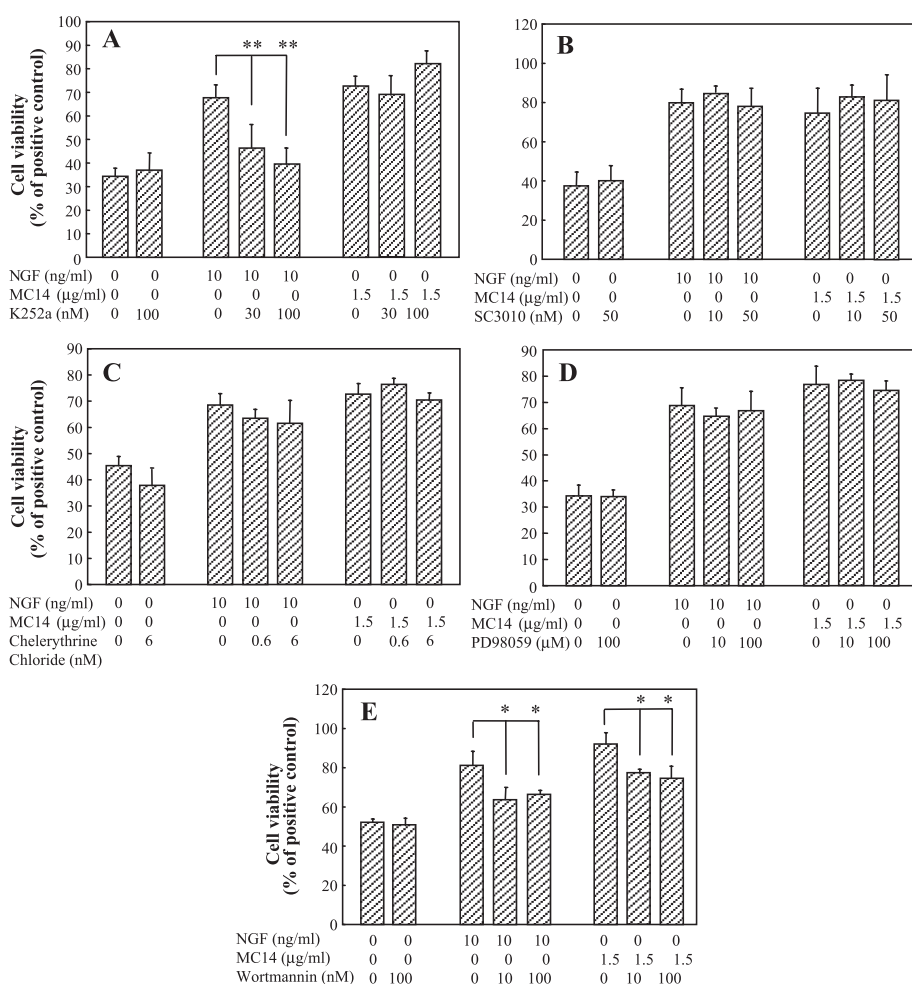 A
Cell viability
(% of positive control)
100
90
80
70
60
50
40
30
20
10
0
** **
NGF (ng/ml) 0 0 10 10 10 0 0 0
MC14 (μg/ml) 0 0 0 0 0 1.5 1.5 1.5
K252a (nM) 0 100 0 30 100 0 30 100
B
120
100
80
60
40
20
0
NGF (ng/ml) 0 0 10 10 10 0 0 0
MC14 (μg/ml) 0 0 0 0 0 1.5 1.5 1.5
SC3010 (nM) 0 50 0 10 50 0 10 50
C
Cell viability
(% of positive control)
90
80
70
60
50
40
30
20
10
0
NGF (ng/ml) 0 0 10 10 10 0 0 0
MC14 (μg/ml) 0 0 0 0 0 1.5 1.5 1.5
Chelerythrine 0 6 0 0.6 6 0 0.6 6
Chloride (nM)
D
90
80
70
60
50
40
30
20
10
0
NGF (ng/ml) 0 0 10 10 10 0 0 0
MC14 (μg/ml) 0 0 0 0 0 1.5 1.5 1.5
PD98059 (μM) 0 100 0 10 100 0 10 100
E
Cell viability
(% of positive control)
120
100
80
60
40
20
0
* * * *
NGF (ng/ml) 0 0 10 10 10 0 0 0
MC14 (μg/ml) 0 0 0 0 0 1.5 1.5 1.5
Wortmannin (nM) 0 100 0 10 100 0 10 100